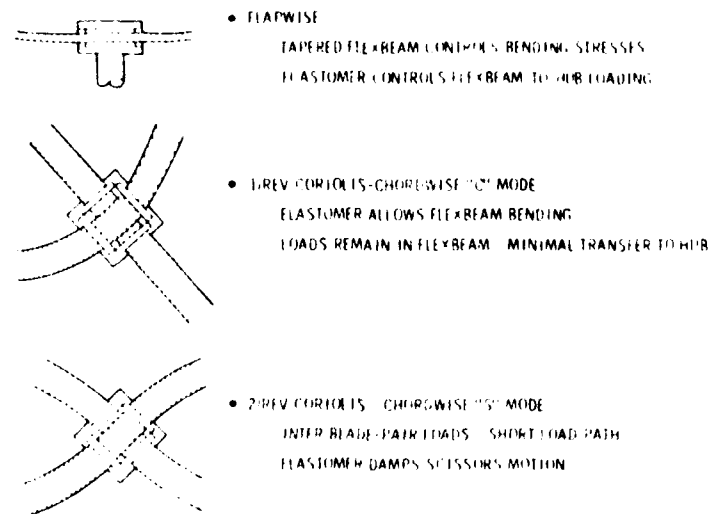 • FLAPWISE
TAPERED FLEXBEAM CONTROLS BENDING STRESSES
ELASTOMER CONTROLS FLEXBEAM TO HUB LOADING
• 1/REV CORIOLIS-CHORDWISE "C" MODE
ELASTOMER ALLOWS FLEXBEAM BENDING
LOADS REMAIN IN FLEXBEAM MINIMAL TRANSFER TO HUB
• 2/REV CORIOLIS CHORDWISE "S" MODE
INTER BLADE-PAIR LOADS SHORT LOAD PATH
ELASTOMER DAMPS SCISSORS MOTION